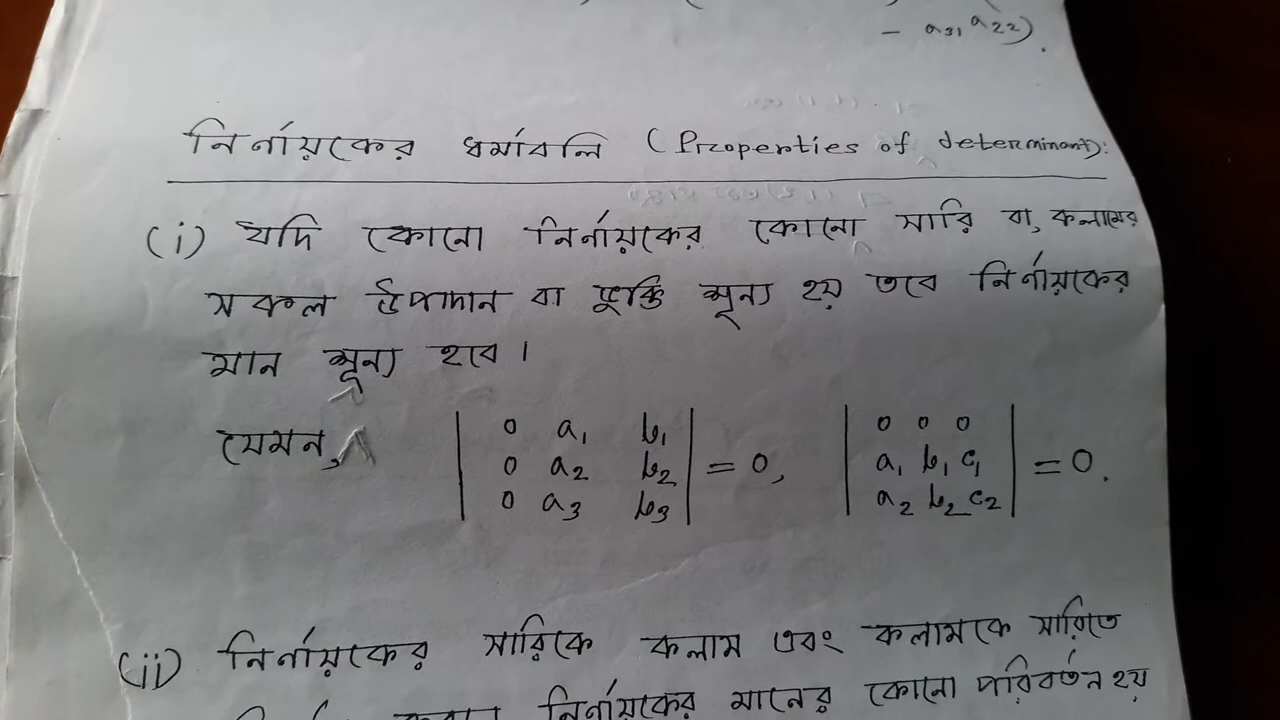 - a₃₁ a₂₂).
নির্ণায়কের ধর্মাবলি (Properties of determinant):
(i) যদি কোনো নির্ণায়কের কোনো সারি বা, কলামের
সকল উপাদান বা ভুক্তি শূন্য হয় তবে নির্ণায়কের
মান শূন্য হবে।
যেমন, | 0 a₁ b₁ | | 0 0 0 |
| 0 a₂ b₂ | = 0, | a₁ b₁ c₁ | = 0.
| 0 a₃ b₃ | | a₂ b₂ c₂ |
(ii) নির্ণায়কের সারিকে কলাম এবং কলামকে সারিতে
নির্ণায়কের মানের কোনো পরিবর্তন হয়